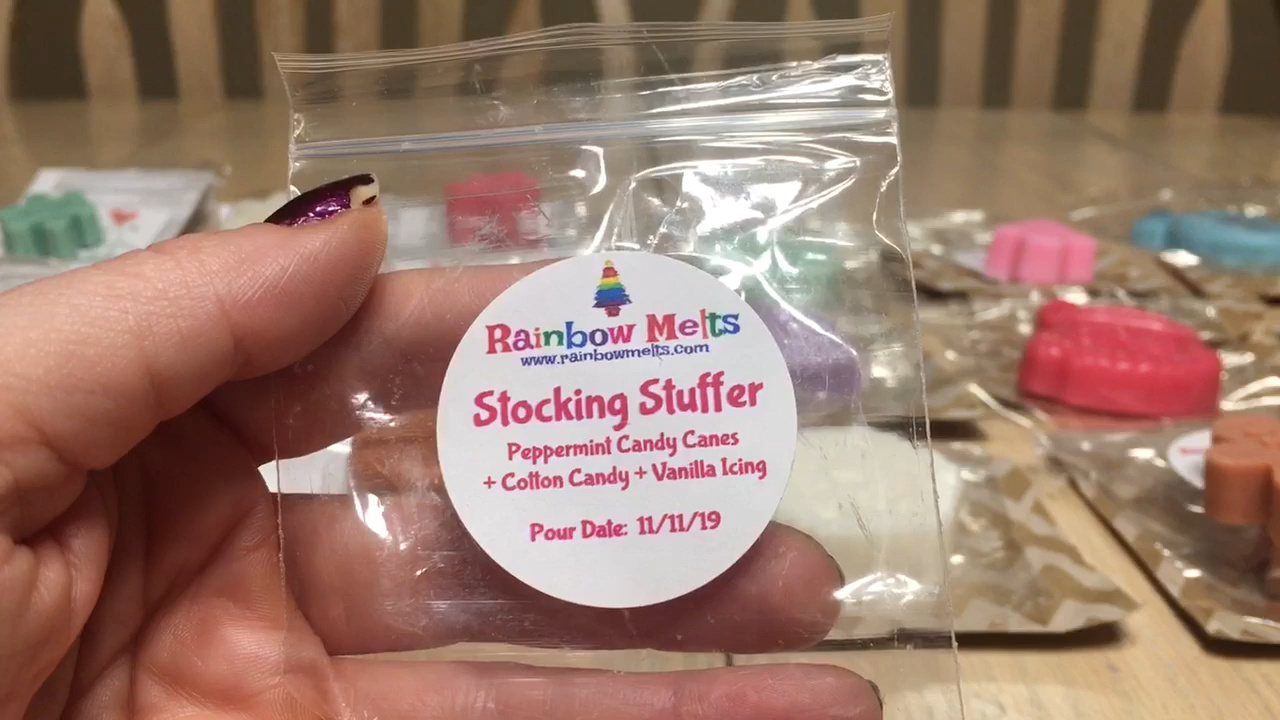 Rainbow Melts
www.rainbowmelts.com
Stocking Stuffer
Peppermint Candy Canes
+ Cotton Candy + Vanilla Icing
Pour Date: 11/11/19